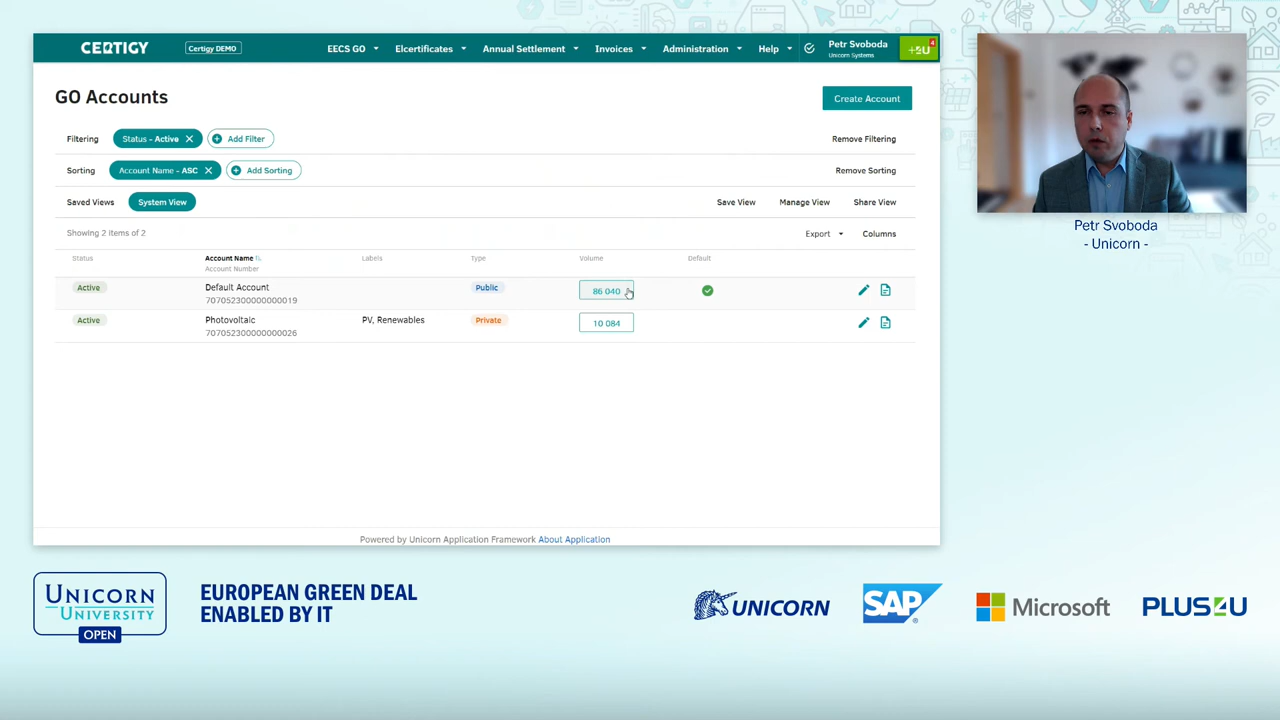 CERTIGY
Certigy DEMO
EECS GO
Elcertificates
Annual Settlement
Invoices
Administration
Help
Petr Svoboda
Unicorn Systems
+4U
4
GO Accounts
Create Account
Filtering
Status - Active
Add Filter
Remove Filtering
Sorting
Account Name - ASC
Add Sorting
Remove Sorting
Saved Views
System View
Save View
Manage View
Share View
Showing 2 items of 2
Export
Columns
Status
Account Name
Account Number
Labels
Type
Volume
Default
Active
Default Account
707052300000000019
Public
86 040
Active
Photovoltaic
707052300000000026
PV, Renewables
Private
10 084
Powered by Unicorn Application Framework About Application
Petr Svoboda
- Unicorn -
UNICORN
UNIVERSITY
OPEN
EUROPEAN GREEN DEAL
ENABLED BY IT
UNICORN
SAP
Microsoft
PLUS4U